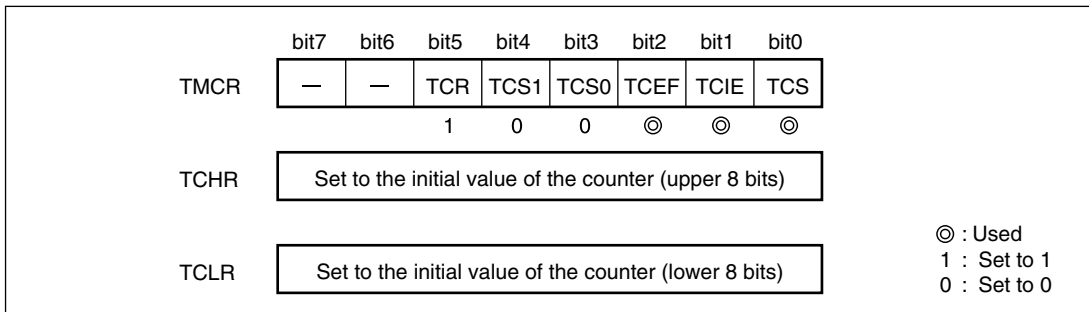 bit7 bit6 bit5 bit4 bit3 bit2 bit1 bit0
TMCR — — TCR TCS1 TCS0 TCEF TCIE TCS
1 0 0 ◎ ◎ ◎
TCHR Set to the initial value of the counter (upper 8 bits)
TCLR Set to the initial value of the counter (lower 8 bits)
◎ : Used
1 : Set to 1
0 : Set to 0